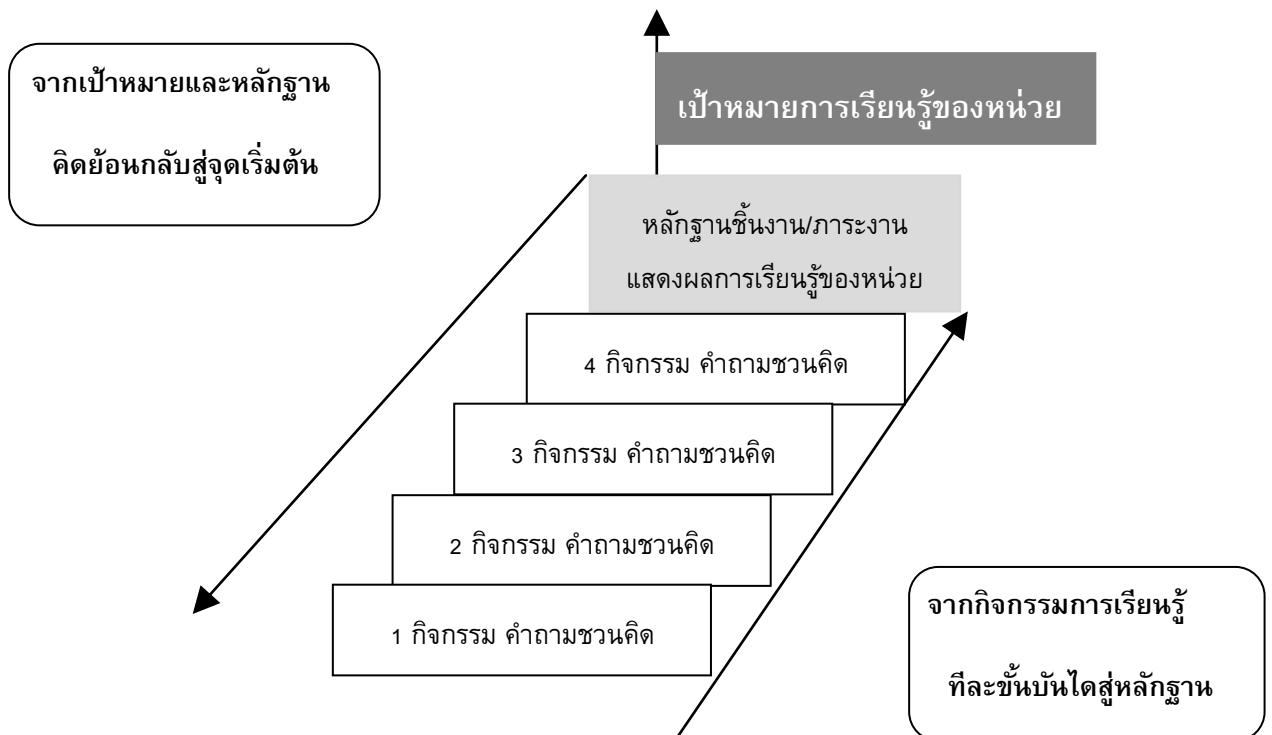 จากเป้าหมายและหลักฐาน
คิดย้อนกลับสู่จุดเริ่มต้น
เป้าหมายการเรียนรู้ของหน่วย
หลักฐานชิ้นงาน/ภาระงาน
แสดงผลการเรียนรู้ของหน่วย
4 กิจกรรม คำถามชวนคิด
3 กิจกรรม คำถามชวนคิด
2 กิจกรรม คำถามชวนคิด
1 กิจกรรม คำถามชวนคิด
จากกิจกรรมการเรียนรู้
ทีละขั้นบันไดสู่หลักฐาน